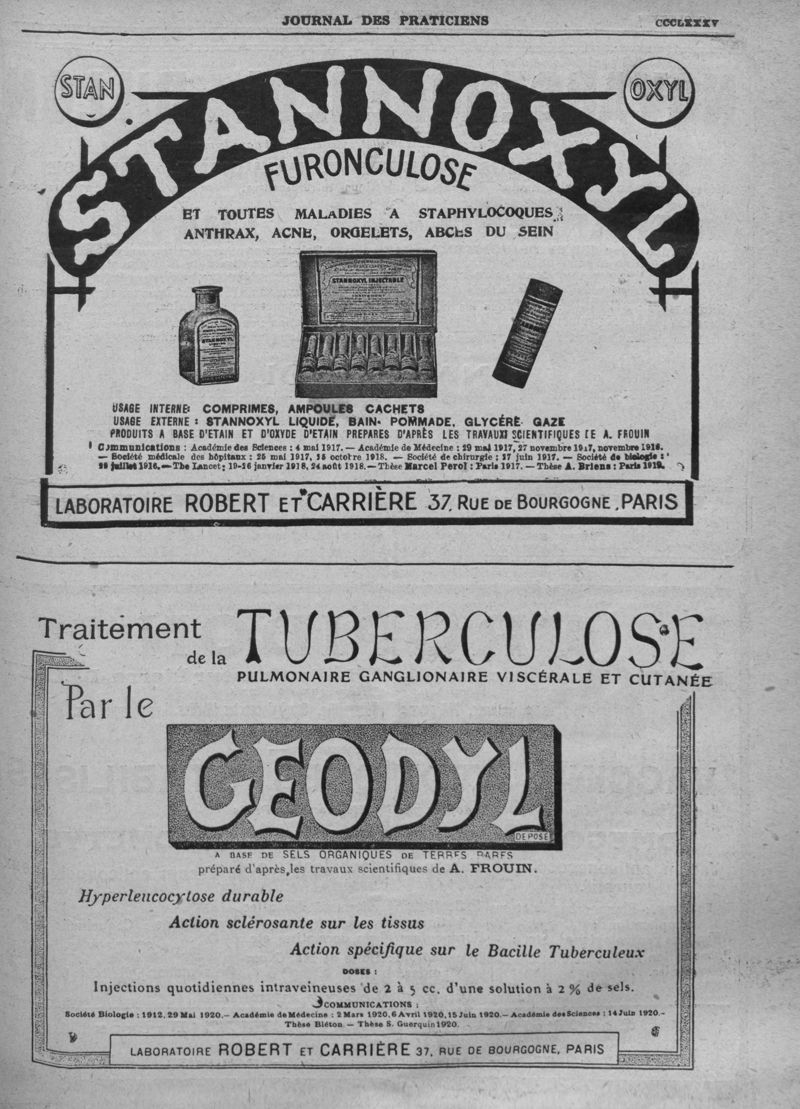 JOURNAL DES PRATICIENS
CCCLXXXV
STAN
OXYL
STANNOXYL
FURONCULOSE
ET TOUTES MALADIES A STAPHYLOCOQUES
ANTHRAX, ACNE, ORGELETS, ABCES DU SEIN
STANNOXYL INJECTABLE
STANNOXYL
USAGE INTERNE: COMPRIMES, AMPOULES CACHETS
USAGE EXTERNE : STANNOXYL LIQUIDE, BAIN- POMMADE, GLYCÉRÉ- GAZE
PRODUITS A BASE D'ETAIN ET D'OXYDE D'ETAIN PREPARES D'APRÈS LES TRAVAUX SCIENTIFIQUES DE A. FROUIN
Communications : Académie des Sciences : 4 mai 1917. — Académie de Médecine : 29 mai 1917, 27 novembre 1917, novembre 1918.
— Société médicale des hôpitaux : 25 mai 1917, 18 octobre 1918. — Société de chirurgie ; 27 juin 1917. — Société de biologie :
juillet 1918. — The Lancet; 19-26 janvier 1918, 24 août 1918. — Thèse Marcel Perol : Paris 1917. — Thèse A. Briens : Paris 1919.
LABORATOIRE ROBERT ET CARRIÈRE 37, RUE DE BOURGOGNE, PARIS
Traitement
de la TUBERCULOSE
PULMONAIRE GANGLIONAIRE VISCÉRALE ET CUTANÉE
Par le
GEODYL
DEPOSÉ
A BASE DE SELS ORGANIQUES DE TERRES RARES
préparé d'après les travaux scientifiques de A. FROUIN.
Hyperleucocytose durable
Action sclérosante sur les tissus
Action spécifique sur le Bacille Tuberculeux
DOSES :
Injections quotidiennes intraveineuses de 2 à 5 cc. d'une solution à 2 % de sels.
COMMUNICATIONS :
Société Biologie : 1912, 29 Mai 1920.- Académie de Médecine : 2 Mars 1920, 6 Avril 1920, 15 Juin 1920.- Académie des Sciences : 14 Juin 1920.-
Thèse Bléton — Thèse S. Guerquin 1920.
LABORATOIRE ROBERT ET CARRIÈRE 37, RUE DE BOURGOGNE, PARIS